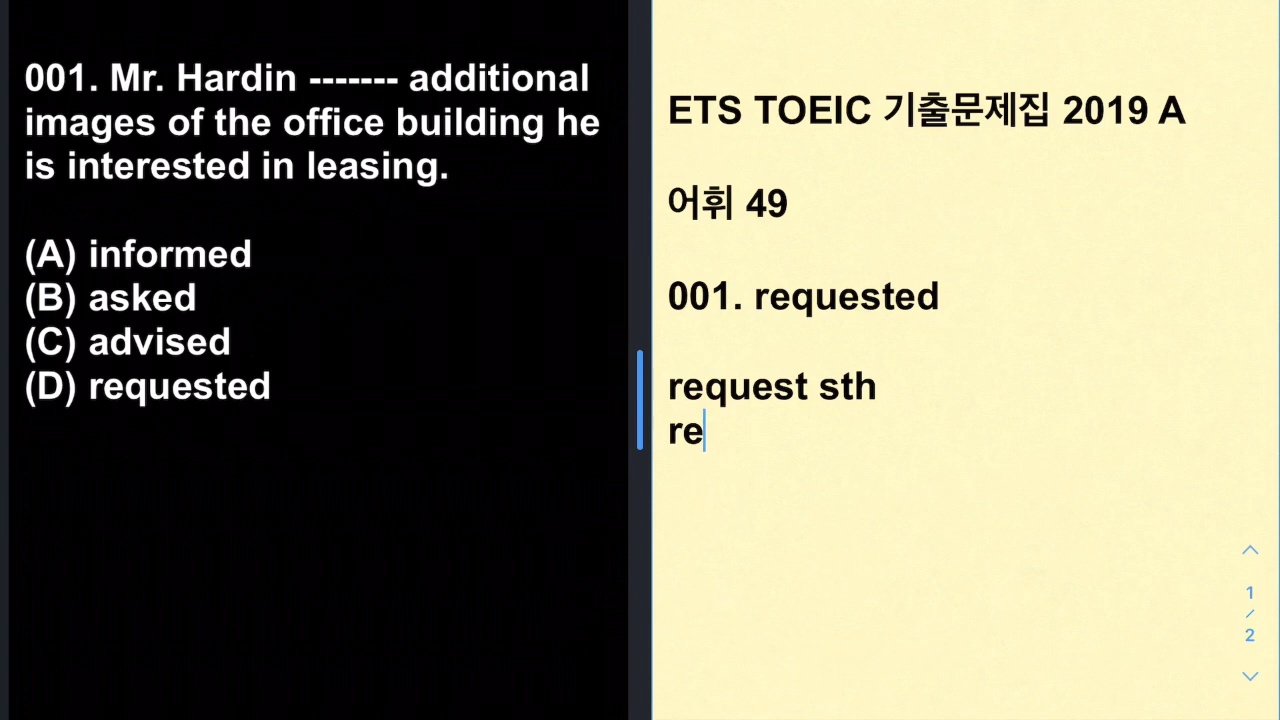 001. Mr. Hardin ------- additional
images of the office building he
is interested in leasing.
(A) informed
(B) asked
(C) advised
(D) requested
ETS TOEIC 기출문제집 2019 A
어휘 49
001. requested
request sth
re
1
/
2